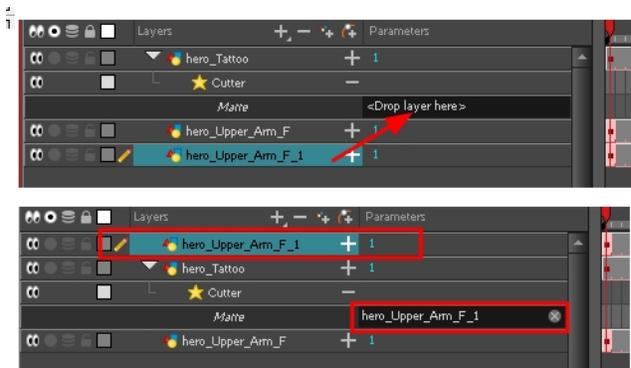 Layers Parameters
hero_Tattoo 1
Cutter
Matte <Drop layer here>
hero_Upper_Arm_F 1
hero_Upper_Arm_F_1 1
Layers Parameters
hero_Upper_Arm_F_1 1
hero_Tattoo 1
Cutter
Matte hero_Upper_Arm_F_1
hero_Upper_Arm_F 1